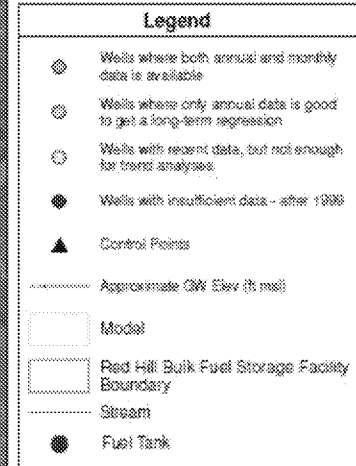 Legend
Wells where both annual and monthly
data is available
Wells where only annual data is good
to get a long-term regression
Wells with recent data, but not enough
for trend analyses
Wells with insufficient data - after 1999
Control Points
Approximate GW Elev (ft msl)
Model
Red Hill Bulk Fuel Storage Facility
Boundary
Stream
Fuel Tank